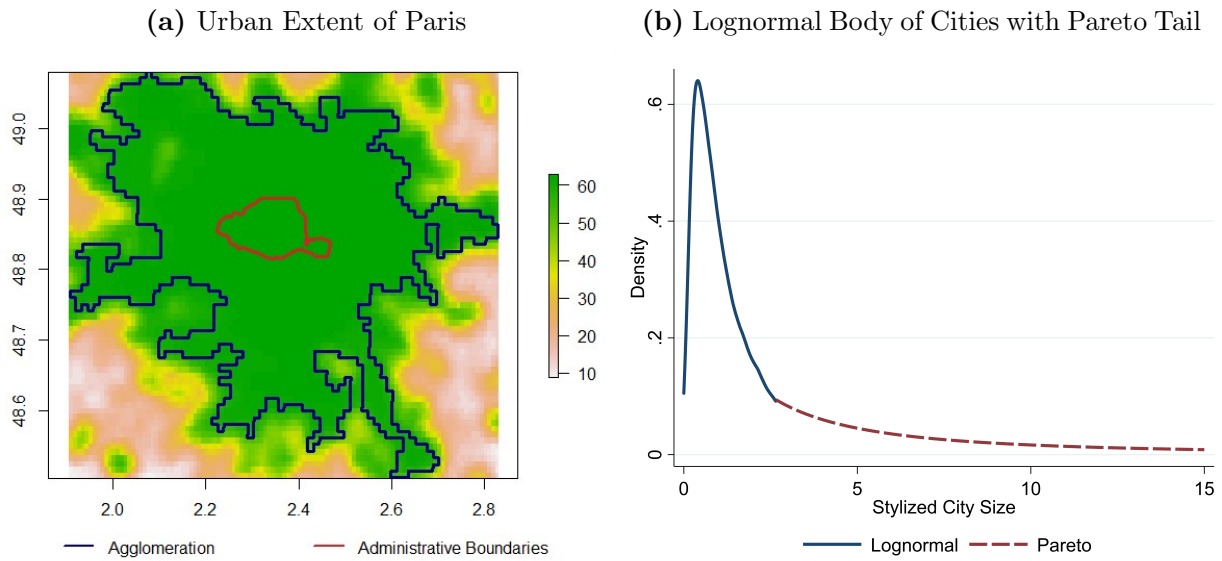 (a) Urban Extent of Paris
49.0
48.9
48.8
48.7
48.6
2.0 2.2 2.4 2.6 2.8
60
50
40
30
20
10
Agglomeration Administrative Boundaries
(b) Lognormal Body of Cities with Pareto Tail
Density
.6
.4
.2
0
0 5 10 15
Stylized City Size
Lognormal Pareto